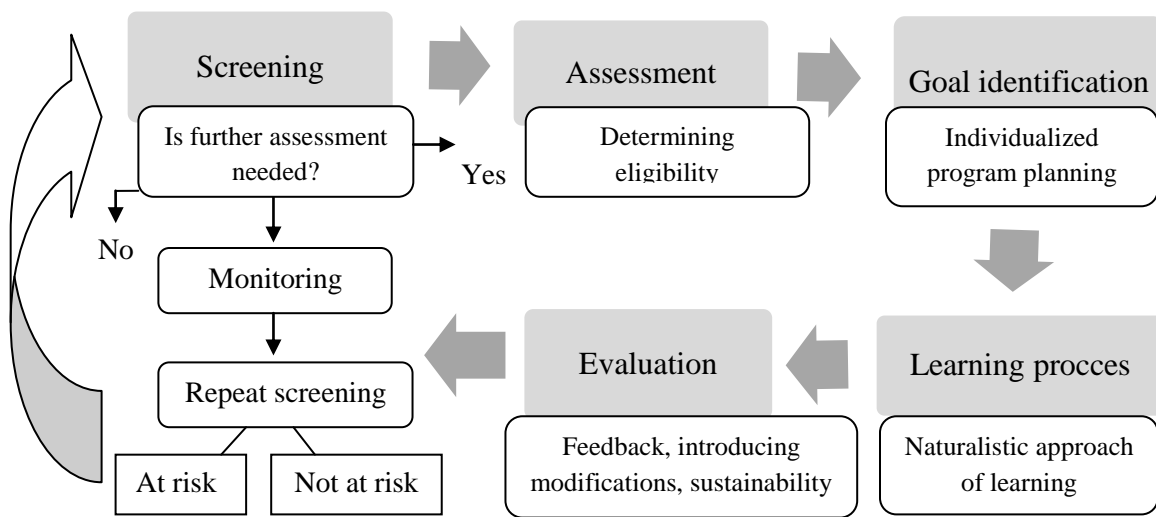 Screening
Is further assessment
needed?
Yes
No
Monitoring
Repeat screening
At risk
Not at risk
Assessment
Determining
eligibility
Goal identification
Individualized
program planning
Learning procces
Naturalistic approach
of learning
Evaluation
Feedback, introducing
modifications, sustainability